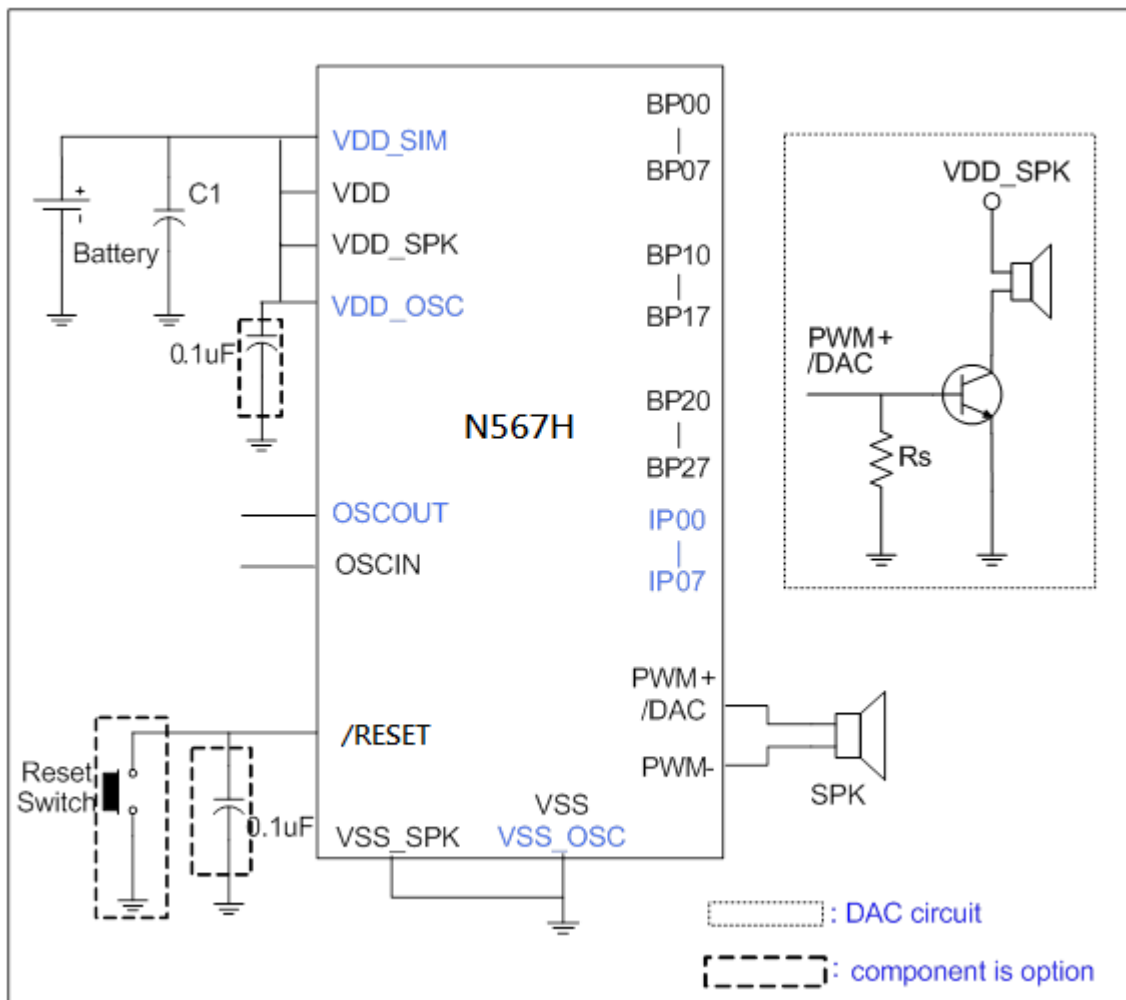 VDD_SIM
VDD
VDD_SPK
VDD_OSC
C1
+
-
Battery
0.1uF
N567H
OSCOUT
OSCIN
/RESET
Reset
Switch
0.1uF
VSS_SPK
VSS
VSS_OSC
BP00
|
BP07
BP10
|
BP17
BP20
|
BP27
IP00
|
IP07
PWM+
/DAC
PWM-
SPK
VDD_SPK
PWM+
/DAC
Rs
: DAC circuit
: component is option